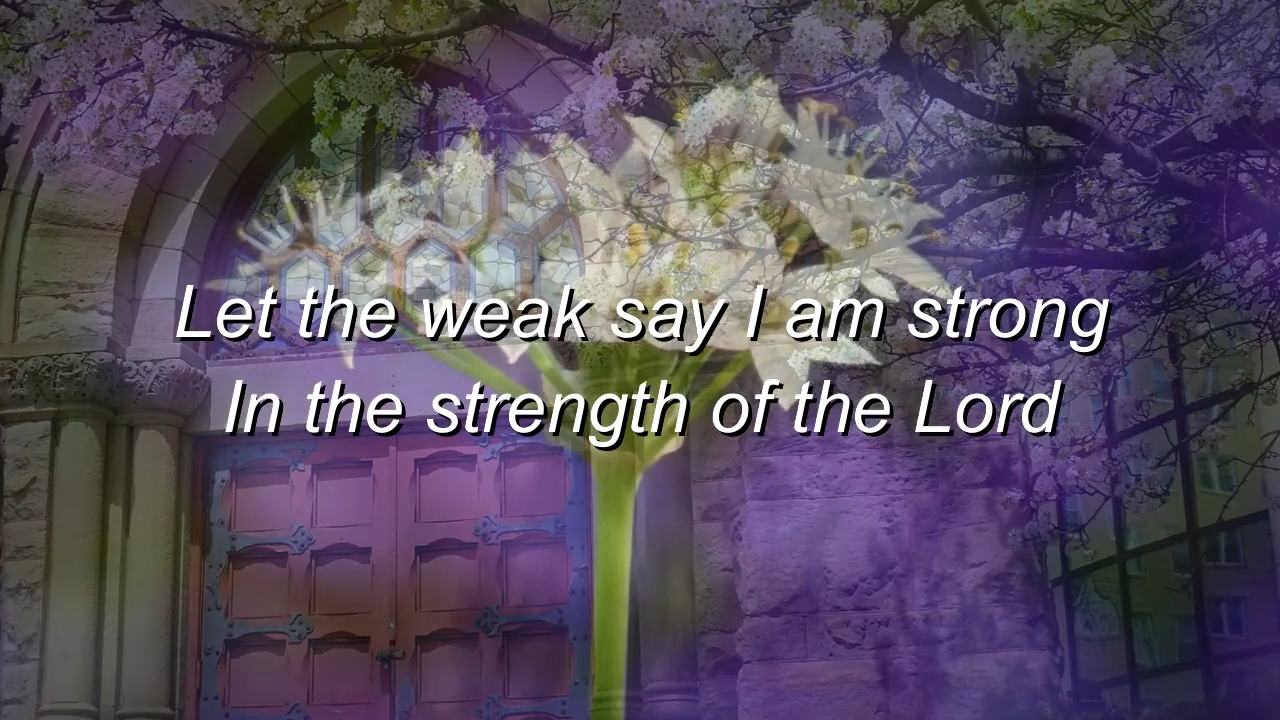 Let the weak say I am strong
In the strength of the Lord